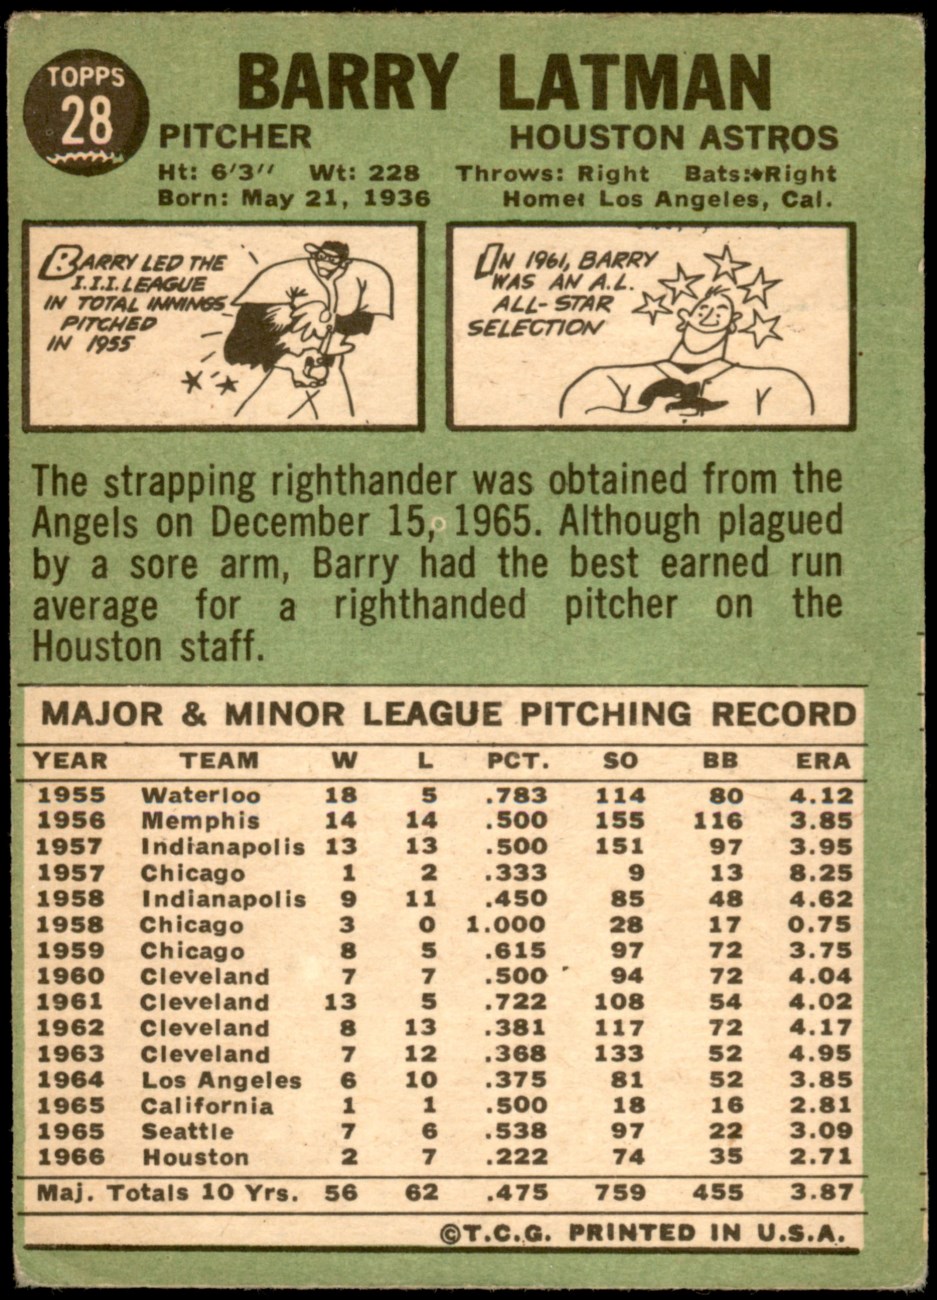 TOPPS
28
BARRY LATMAN
PITCHER HOUSTON ASTROS
Ht: 6'3" Wt: 228 Throws: Right Bats: Right
Born: May 21, 1936 Home: Los Angeles, Cal.
BARRY LED THE
I.I.I. LEAGUE
IN TOTAL INNINGS
PITCHED
IN 1955
IN 1961, BARRY
WAS AN A.L.
ALL-STAR
SELECTION
The strapping righthander was obtained from the
Angels on December 15, 1965. Although plagued
by a sore arm, Barry had the best earned run
average for a righthanded pitcher on the
Houston staff.
MAJOR & MINOR LEAGUE PITCHING RECORD
YEAR TEAM W L PCT. SO BB ERA
1955 Waterloo 18 5 .783 114 80 4.12
1956 Memphis 14 14 .500 155 116 3.85
1957 Indianapolis 13 13 .500 151 97 3.95
1957 Chicago 1 2 .333 9 13 8.25
1958 Indianapolis 9 11 .450 85 48 4.62
1958 Chicago 3 0 1.000 28 17 0.75
1959 Chicago 8 5 .615 97 72 3.75
1960 Cleveland 7 7 .500 94 72 4.04
1961 Cleveland 13 5 .722 108 54 4.02
1962 Cleveland 8 13 .381 117 72 4.17
1963 Cleveland 7 12 .368 133 52 4.95
1964 Los Angeles 6 10 .375 81 52 3.85
1965 California 1 1 .500 18 16 2.81
1965 Seattle 7 6 .538 97 22 3.09
1966 Houston 2 7 .222 74 35 2.71
Maj. Totals 10 Yrs. 56 62 .475 759 455 3.87
©T.C.G. PRINTED IN U.S.A.